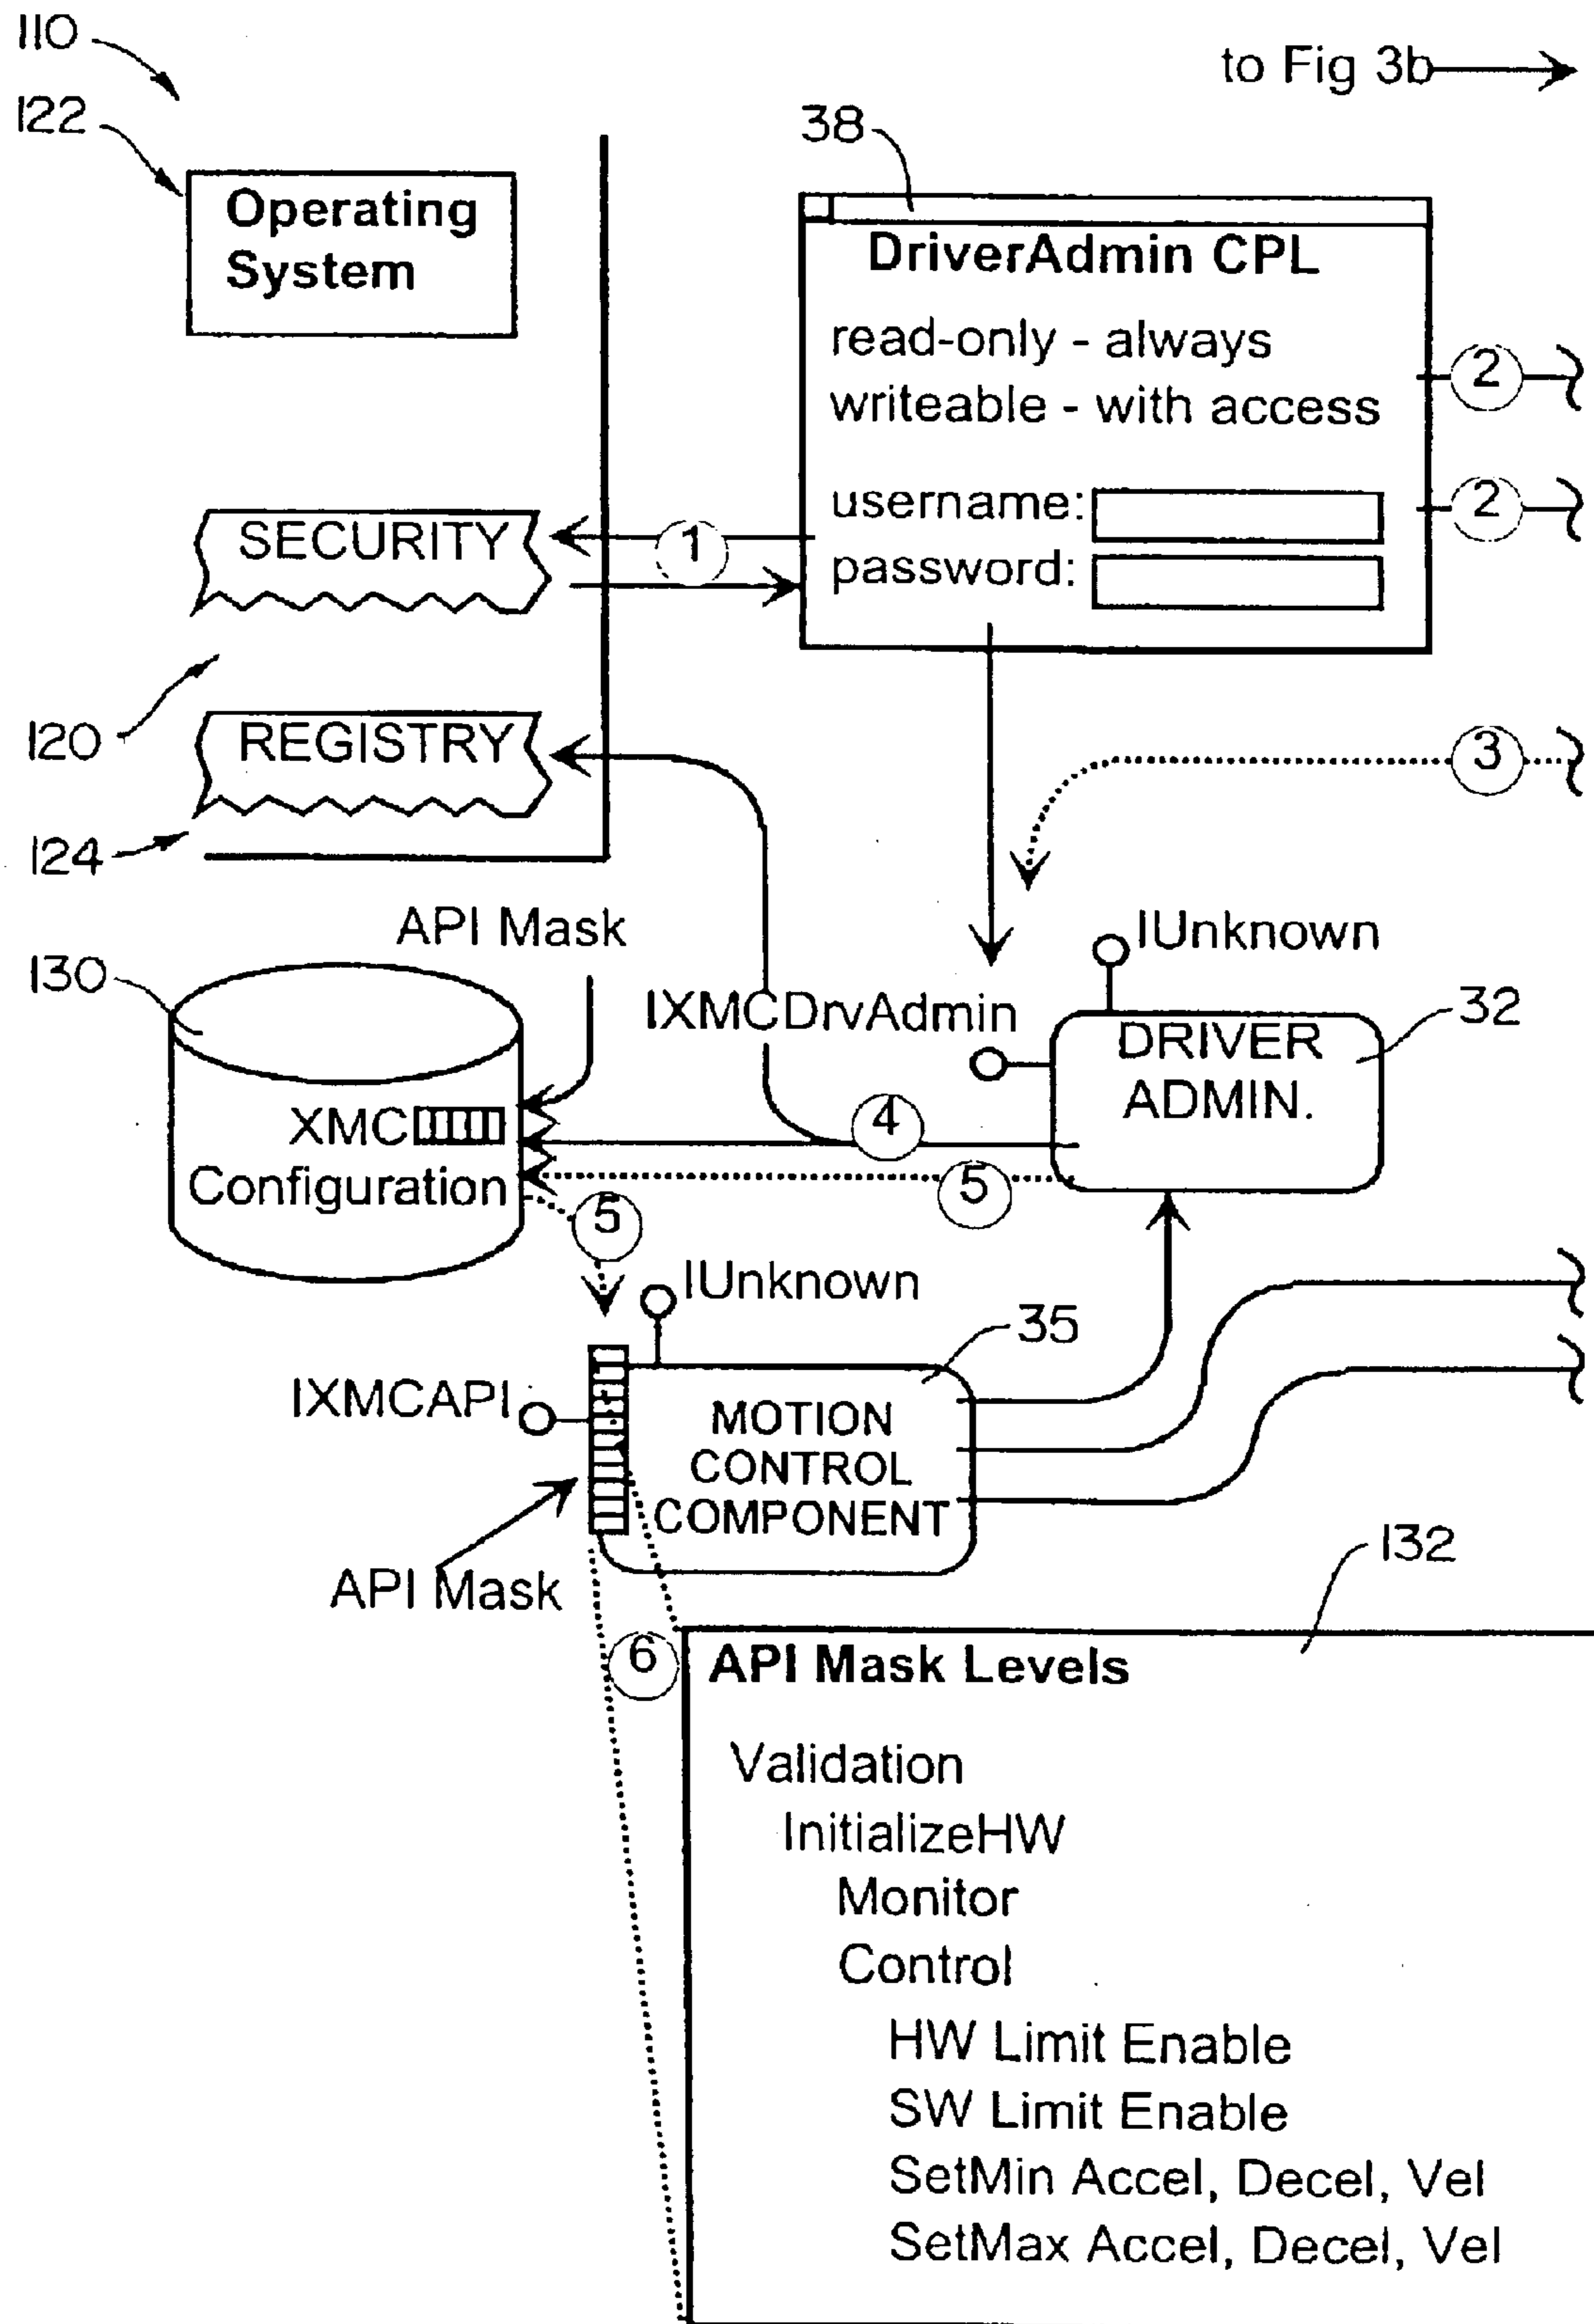 110
to Fig 3b
122
38
Operating
System
DriverAdmin CPL
read-only - always
writeable - with access
2
username:
2
SECURITY
1
password:
120
REGISTRY
3
124
API Mask
IUnknown
130
IXMCDrvAdmin
32
DRIVER
ADMIN.
XMC
4
Configuration
5
5
IUnknown
35
IXMCAPI
MOTION
CONTROL
COMPONENT
132
API Mask
6
API Mask Levels
Validation
InitializeHW
Monitor
Control
HW Limit Enable
SW Limit Enable
SetMin Accel, Decel, Vel
SetMax Accel, Decel, Vel